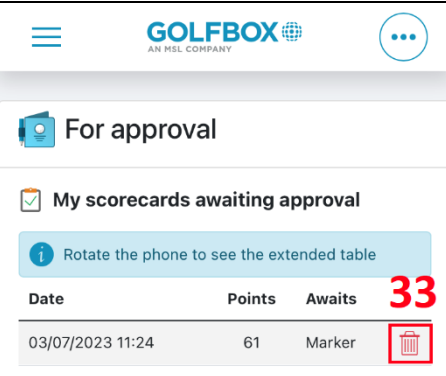 GOLFBOX
AN MSL COMPANY
For approval
My scorecards awaiting approval
i Rotate the phone to see the extended table
33
Date Points Awaits
03/07/2023 11:24 61 Marker